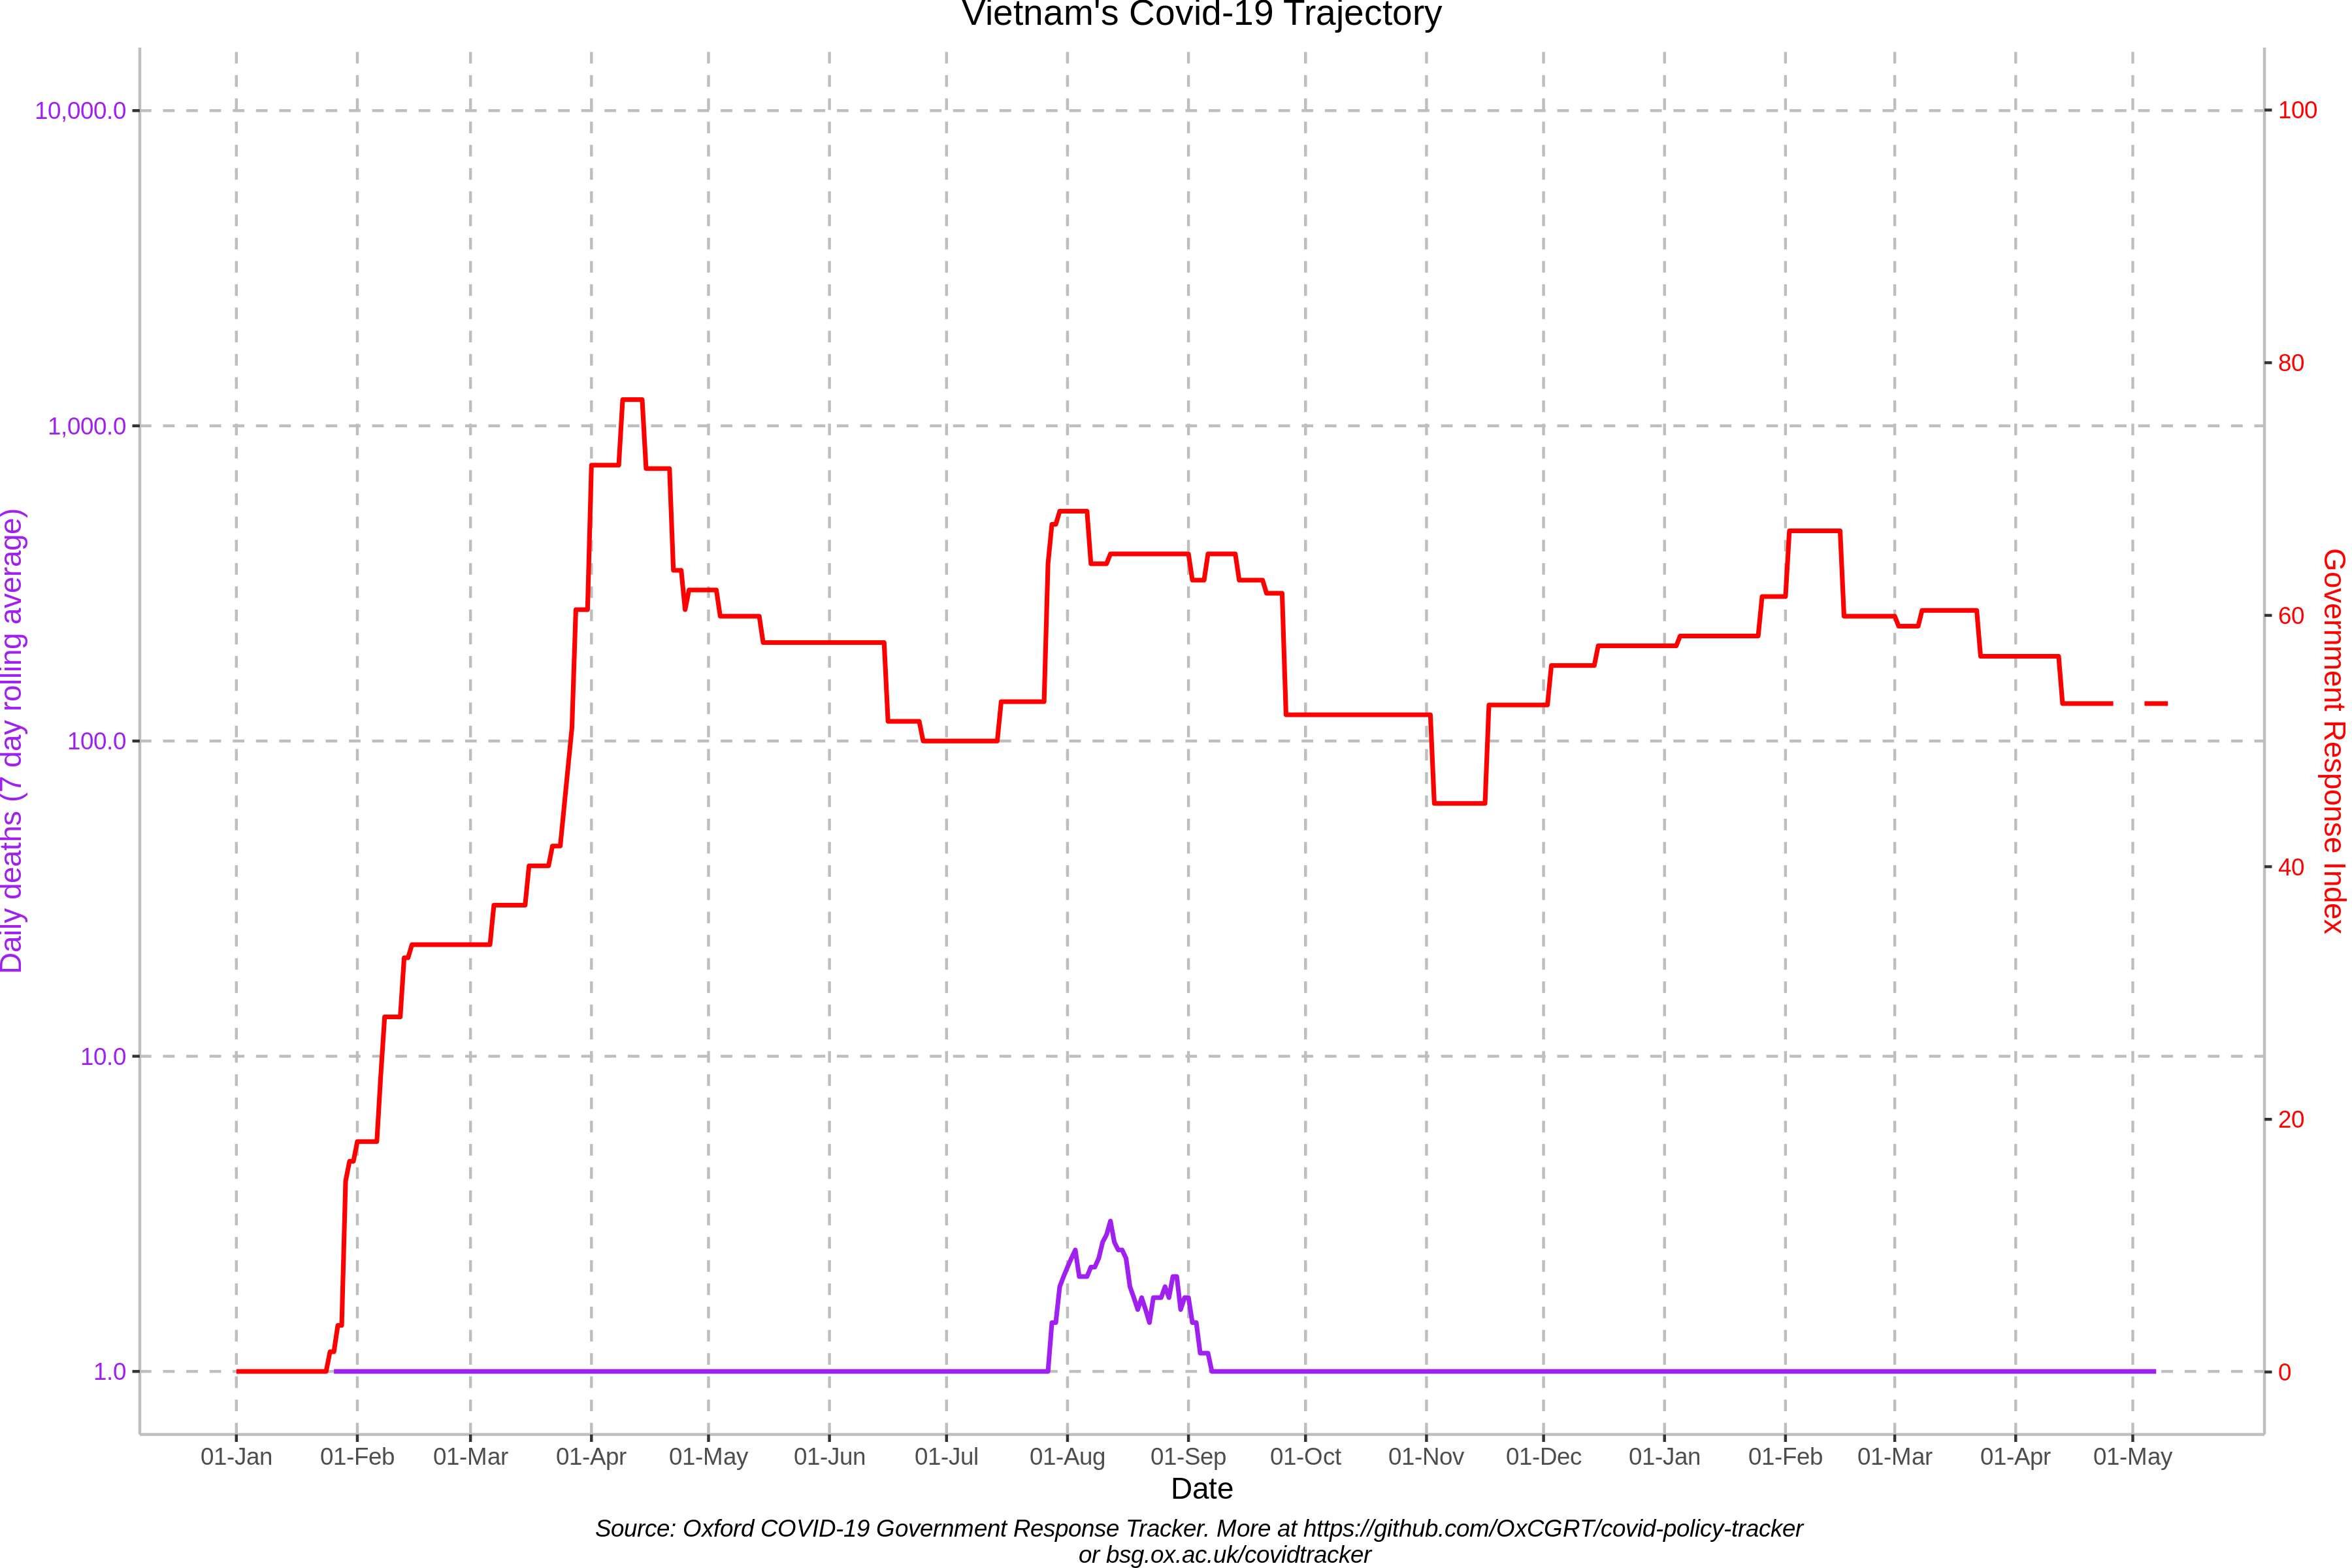 Vietnam's Covid-19 Trajectory
10,000.0
1,000.0
100.0
10.0
1.0
Daily deaths (7 day rolling average)
100
80
60
40
20
0
Government Response Index
01-Jan 01-Feb 01-Mar 01-Apr 01-May 01-Jun 01-Jul 01-Aug 01-Sep 01-Oct 01-Nov 01-Dec 01-Jan 01-Feb 01-Mar 01-Apr 01-May
Date
Source: Oxford COVID-19 Government Response Tracker. More at https://github.com/OxCGRT/covid-policy-tracker
or bsg.ox.ac.uk/covidtracker